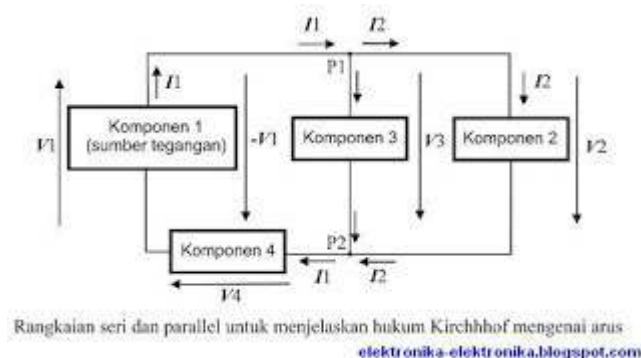 I1 I2
P1
I1 I2
Komponen 1
(sumber tegangan)
Komponen 3
Komponen 2
V1 -V1 V3 V2
P2
Komponen 4
I1 I2
V4
Rangkaian seri dan parallel untuk menjelaskan hukum Kirchhhof mengenai arus
elektronika-elektronika.blogspot.com